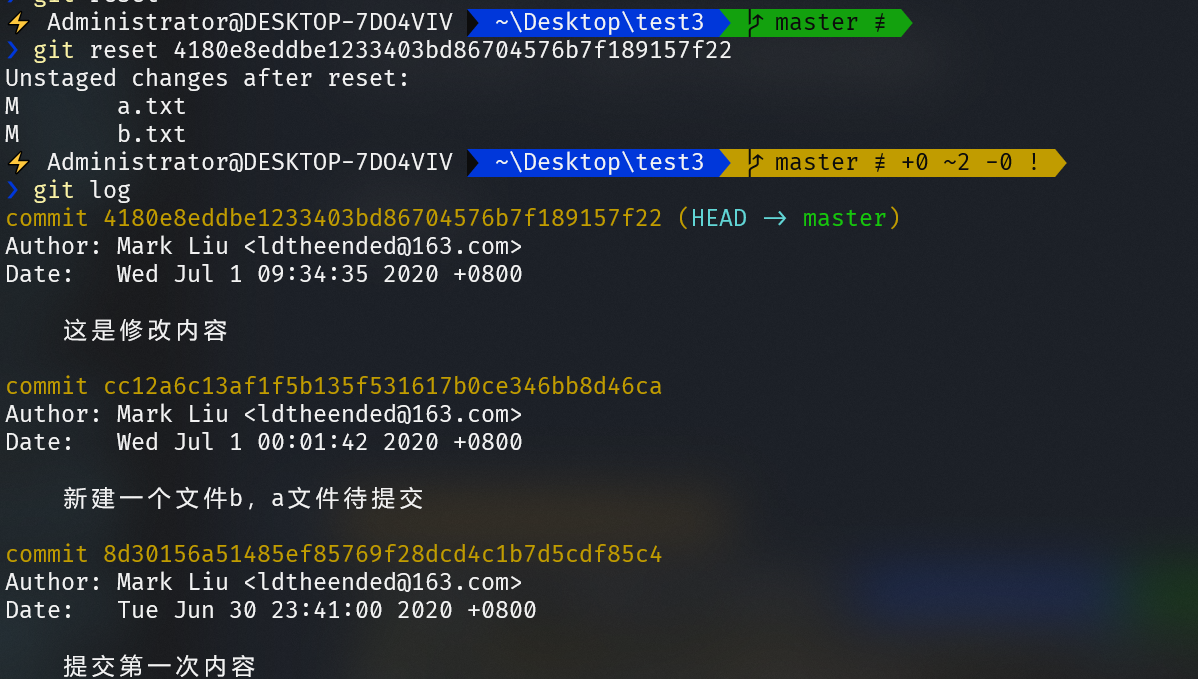 git reset
Administrator@DESKTOP-7DO4VIV ~\Desktop\test3 master ≢
❯ git reset 4180e8eddbe1233403bd86704576b7f189157f22
Unstaged changes after reset:
M a.txt
M b.txt
Administrator@DESKTOP-7DO4VIV ~\Desktop\test3 master ≢ +0 ~2 -0 !
❯ git log
commit 4180e8eddbe1233403bd86704576b7f189157f22 (HEAD -> master)
Author: Mark Liu <ldtheended@163.com>
Date: Wed Jul 1 09:34:35 2020 +0800
这是修改内容
commit cc12a6c13af1f5b135f531617b0ce346bb8d46ca
Author: Mark Liu <ldtheended@163.com>
Date: Wed Jul 1 00:01:42 2020 +0800
新建一个文件b，a文件待提交
commit 8d30156a51485ef85769f28dcd4c1b7d5cdf85c4
Author: Mark Liu <ldtheended@163.com>
Date: Tue Jun 30 23:41:00 2020 +0800
提交第一次内容